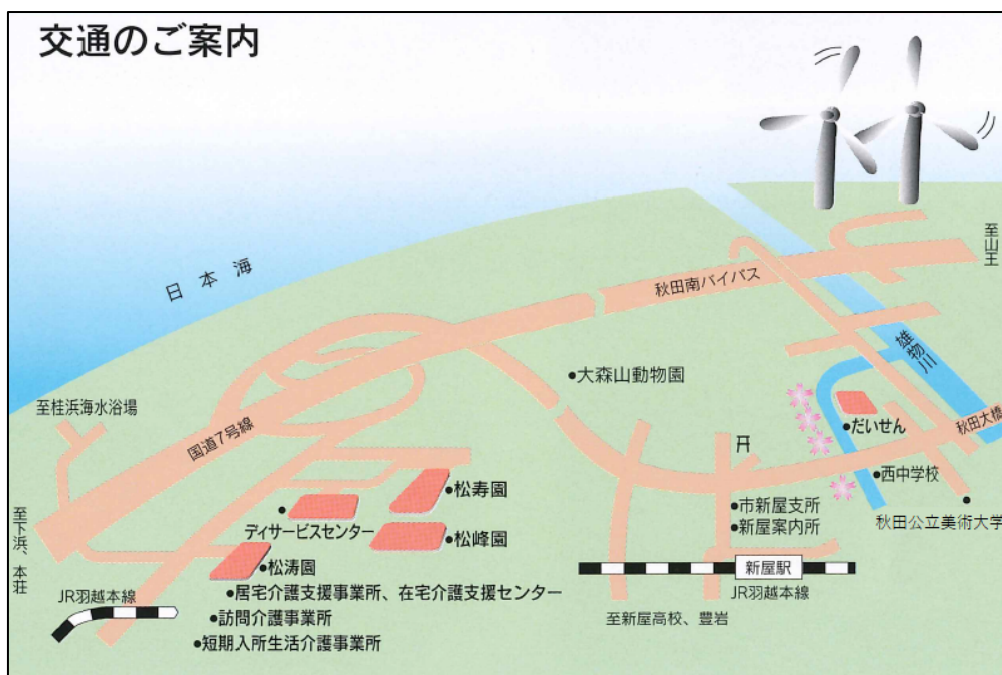 交通のご案内
日本海
至山王
秋田南バイパス
雄物川
大森山動物園
至桂浜海水浴場
だいせん
秋田大橋
国道7号線
西中学校
松寿園
市新屋支所
秋田公立美術大学
至下浜、本荘
デイサービスセンター
松峰園
新屋案内所
松涛園
新屋駅
居宅介護支援事業所、在宅介護支援センター
JR羽越本線
JR羽越本線
訪問介護事業所
至新屋高校、豊岩
短期入所生活介護事業所